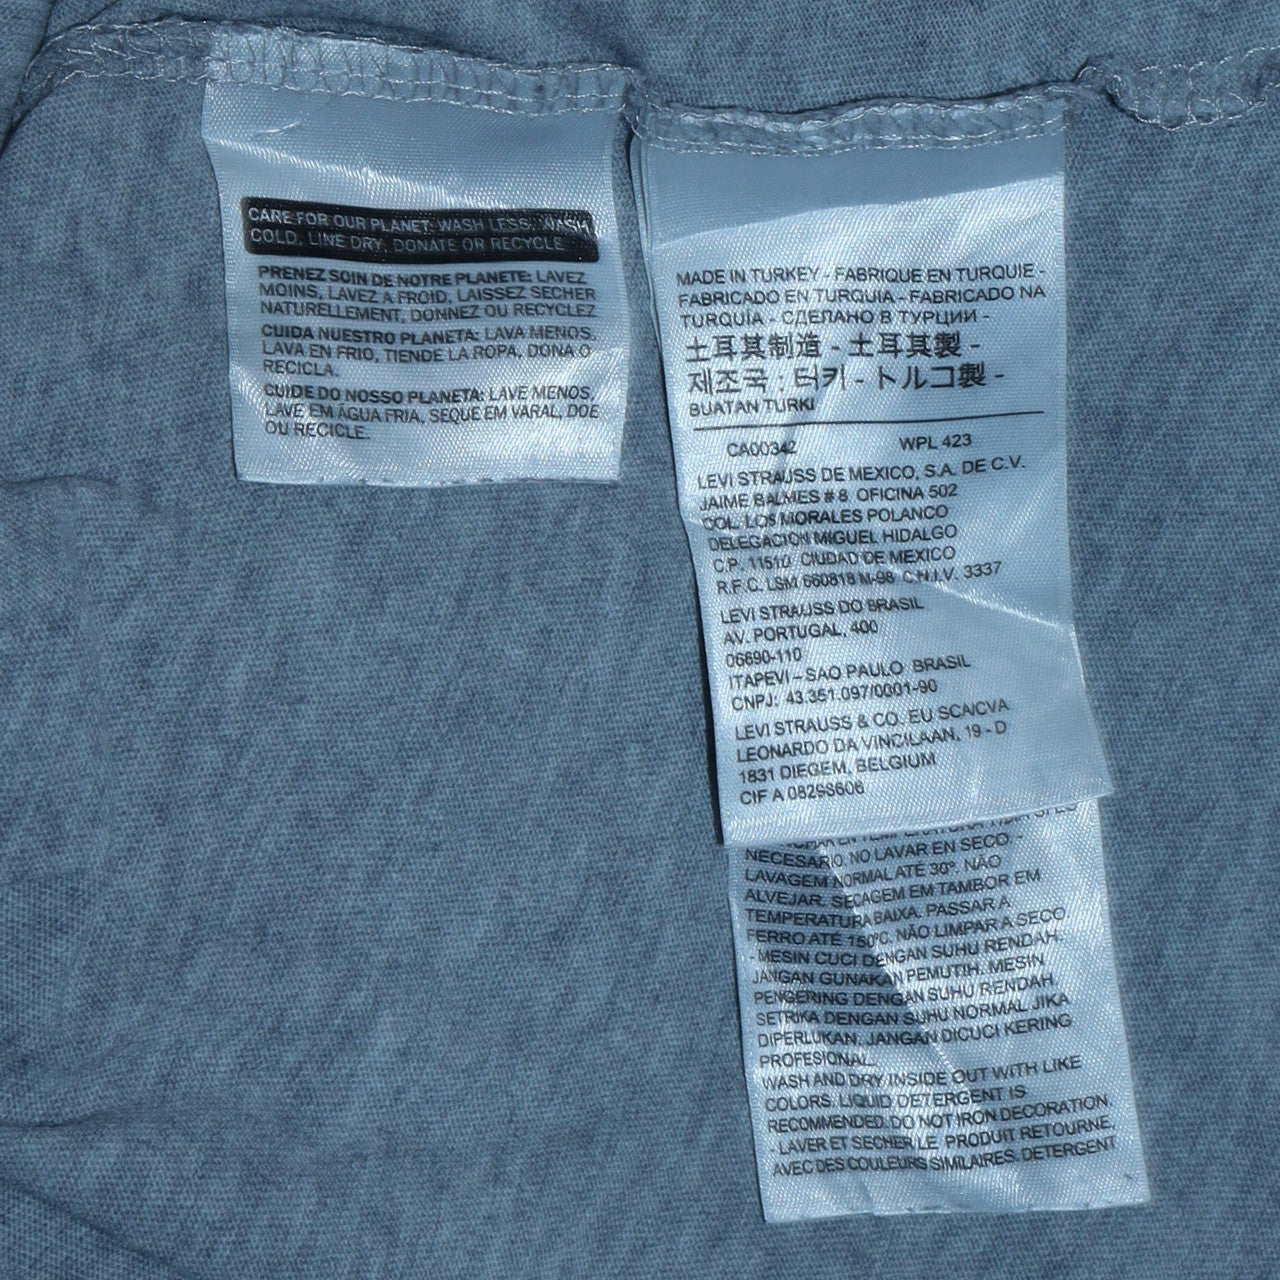 CARE FOR OUR PLANET: WASH LESS, WASH
COLD, LINE DRY, DONATE OR RECYCLE
PRENEZ SOIN DE NOTRE PLANETE: LAVEZ
MOINS, LAVEZ A FROID, LAISSEZ SECHER
NATURELLEMENT, DONNEZ OU RECYCLEZ
CUIDA NUESTRO PLANETA: LAVA MENOS,
LAVA EN FRIO, TIENDE LA ROPA, DONA O
RECICLA.
CUIDE DO NOSSO PLANETA: LAVE MENOS,
LAVE EM ÁGUA FRIA, SEQUE EM VARAL, DOE
OU RECICLE.
MADE IN TURKEY - FABRIQUE EN TURQUIE -
FABRICADO EN TURQUIA - FABRICADO NA
TURQUIA - СДЕЛАНО В ТУРЦИИ -
土耳其制造 - 土耳其製 -
제조국 : 터키 - トルコ製 -
BUATAN TURKI
CA00342 WPL 423
LEVI STRAUSS DE MEXICO, S.A. DE C.V.
JAIME BALMES # 8 OFICINA 502
COL. LOS MORALES POLANCO
DELEGACION MIGUEL HIDALGO
C.P. 11510 CIUDAD DE MEXICO
R.F.C. LSM 660818 M-98 C.N.I.V. 3337
LEVI STRAUSS DO BRASIL
AV. PORTUGAL, 400
06690-110
ITAPEVI – SAO PAULO BRASIL
CNPJ: 43.351.097/0001-90
LEVI STRAUSS & CO. EU SCA/CVA
LEONARDO DA VINCILAAN, 19 - D
1831 DIEGEM, BELGIUM
CIF A 08298606
NECESARIO. NO LAVAR EN SECO. -
LAVAGEM NORMAL ATÉ 30º. NÃO
ALVEJAR. SECAGEM EM TAMBOR EM
TEMPERATURA BAIXA. PASSAR A
FERRO ATÉ 150ºC. NÃO LIMPAR A SECO.
- MESIN CUCI DENGAN SUHU RENDAH.
JANGAN GUNAKAN PEMUTIH. MESIN
PENGERING DENGAN SUHU RENDAH.
SETRIKA DENGAN SUHU NORMAL JIKA
DIPERLUKAN. JANGAN DICUCI KERING
PROFESIONAL.
WASH AND DRY INSIDE OUT WITH LIKE
COLORS. LIQUID DETERGENT IS
RECOMMENDED. DO NOT IRON DECORATION.
- LAVER ET SECHER LE PRODUIT RETOURNE,
AVEC DES COULEURS SIMILAIRES. DETERGENT